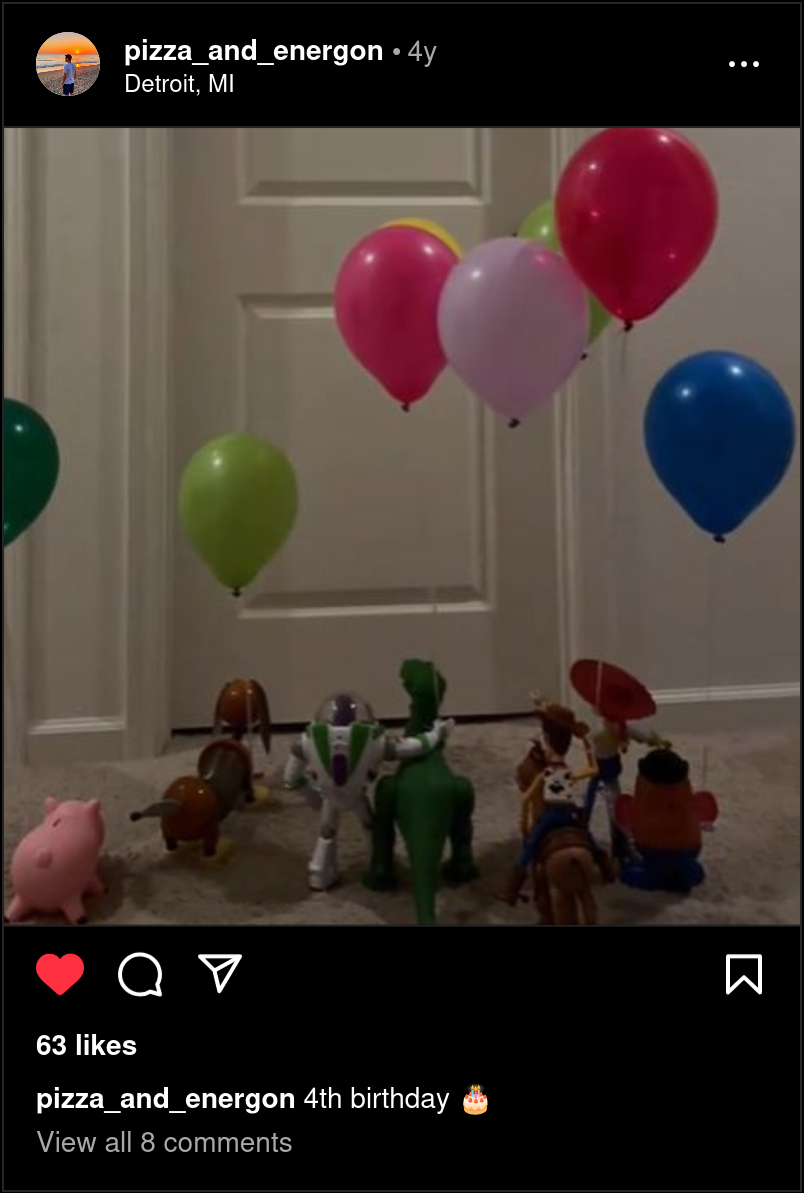 pizza_and_energon • 4y
Detroit, MI
63 likes
pizza_and_energon 4th birthday 🎂
View all 8 comments